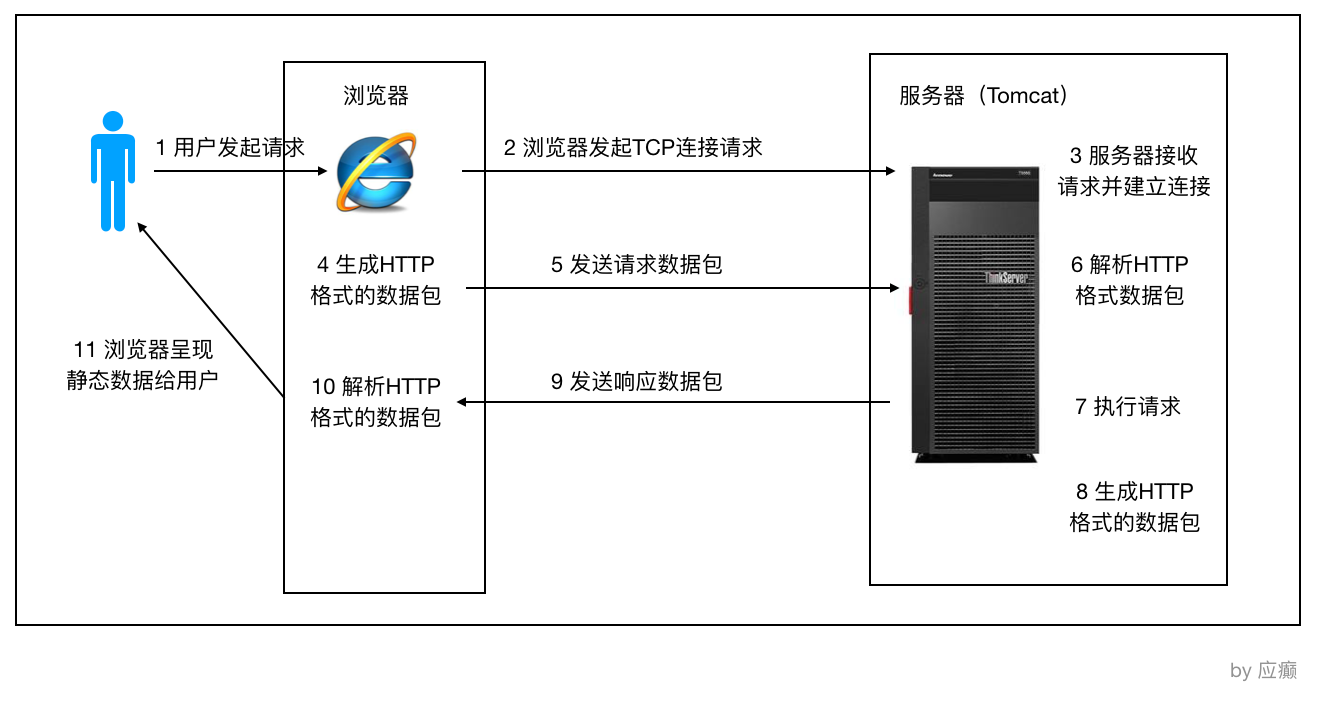 浏览器
服务器（Tomcat）
1 用户发起请求
2 浏览器发起TCP连接请求
3 服务器接收
请求并建立连接
4 生成HTTP
格式的数据包
5 发送请求数据包
6 解析HTTP
格式数据包
ThinkServer
7 执行请求
8 生成HTTP
格式的数据包
9 发送响应数据包
10 解析HTTP
格式的数据包
11 浏览器呈现
静态数据给用户
by 应癫